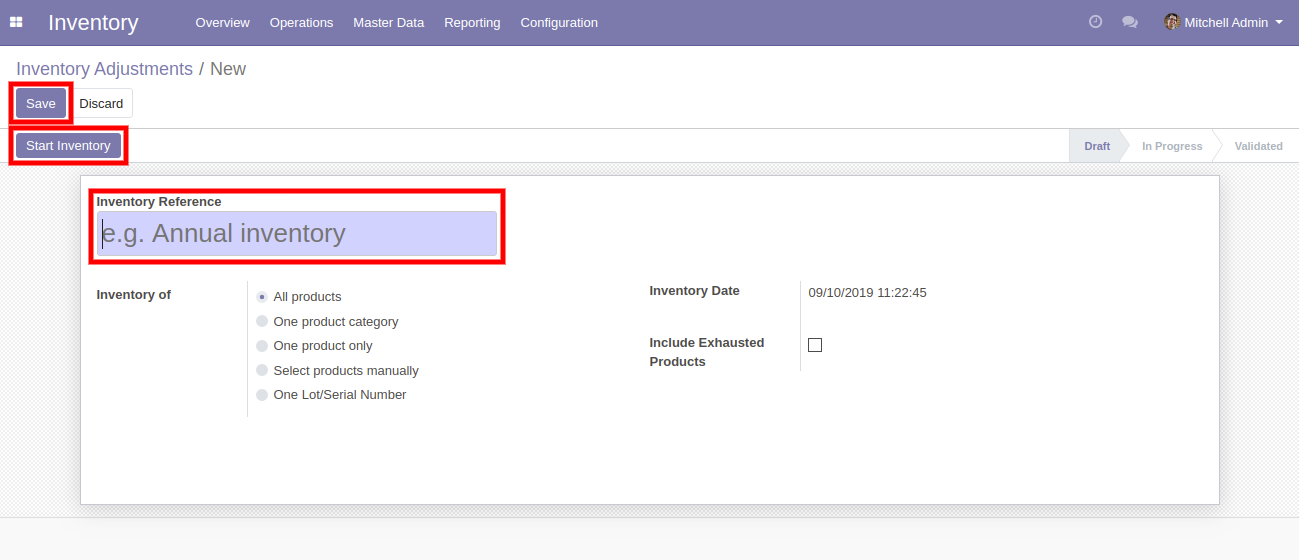 Inventory Overview Operations Master Data Reporting Configuration Mitchell Admin
Inventory Adjustments / New
Save Discard
Start Inventory Draft In Progress Validated
Inventory Reference
e.g. Annual inventory
Inventory of
All products
One product category
One product only
Select products manually
One Lot/Serial Number
Inventory Date 09/10/2019 11:22:45
Include Exhausted
Products